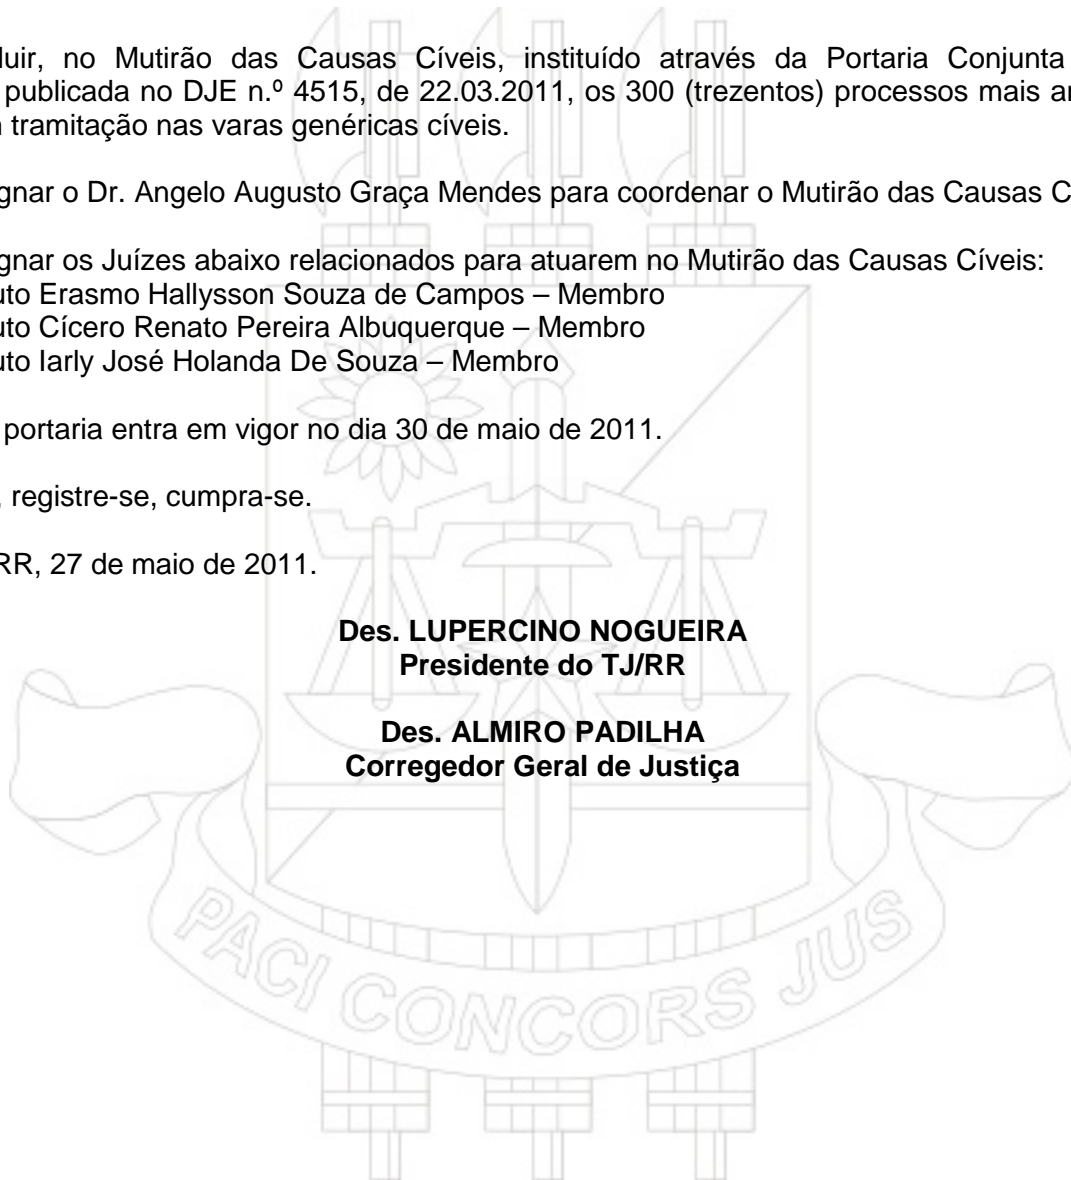 luir, no Mutirão das Causas Cíveis, instituído através da Portaria Conjunta
publicada no DJE n.º 4515, de 22.03.2011, os 300 (trezentos) processos mais an
tramitação nas varas genéricas cíveis.
gnar o Dr. Angelo Augusto Graça Mendes para coordenar o Mutirão das Causas C
gnar os Juízes abaixo relacionados para atuarem no Mutirão das Causas Cíveis:
uto Erasmo Hallysson Souza de Campos – Membro
uto Cícero Renato Pereira Albuquerque – Membro
uto Iarly José Holanda De Souza – Membro
portaria entra em vigor no dia 30 de maio de 2011.
, registre-se, cumpra-se.
RR, 27 de maio de 2011.
Des. LUPERCINO NOGUEIRA
Presidente do TJ/RR
Des. ALMIRO PADILHA
Corregedor Geral de Justiça
PACI CONCORS JUS